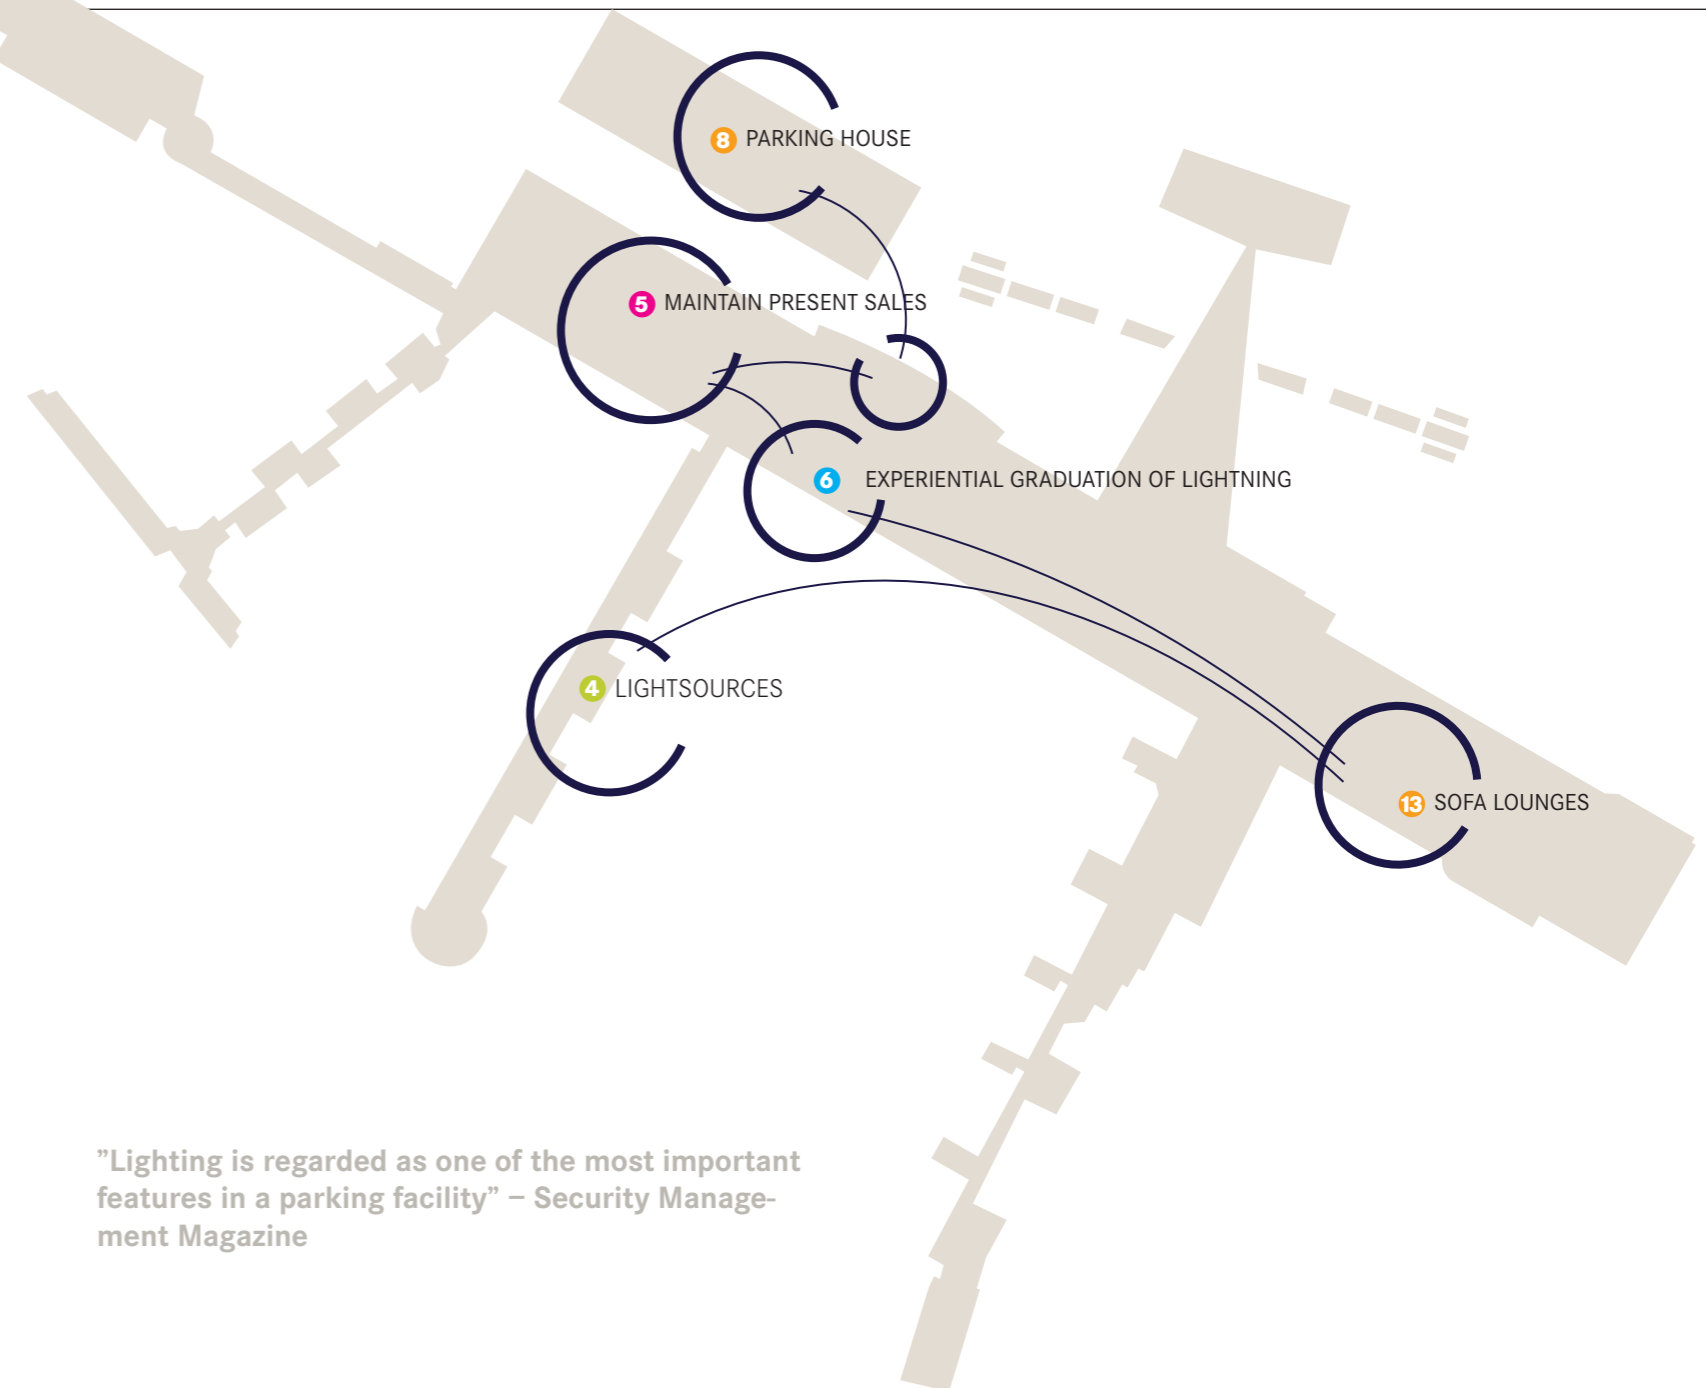 8 PARKING HOUSE
5 MAINTAIN PRESENT SALES
6 EXPERIENTIAL GRADUATION OF LIGHTNING
4 LIGHTSOURCES
13 SOFA LOUNGES
”Lighting is regarded as one of the most important
features in a parking facility” – Security Manage-
ment Magazine